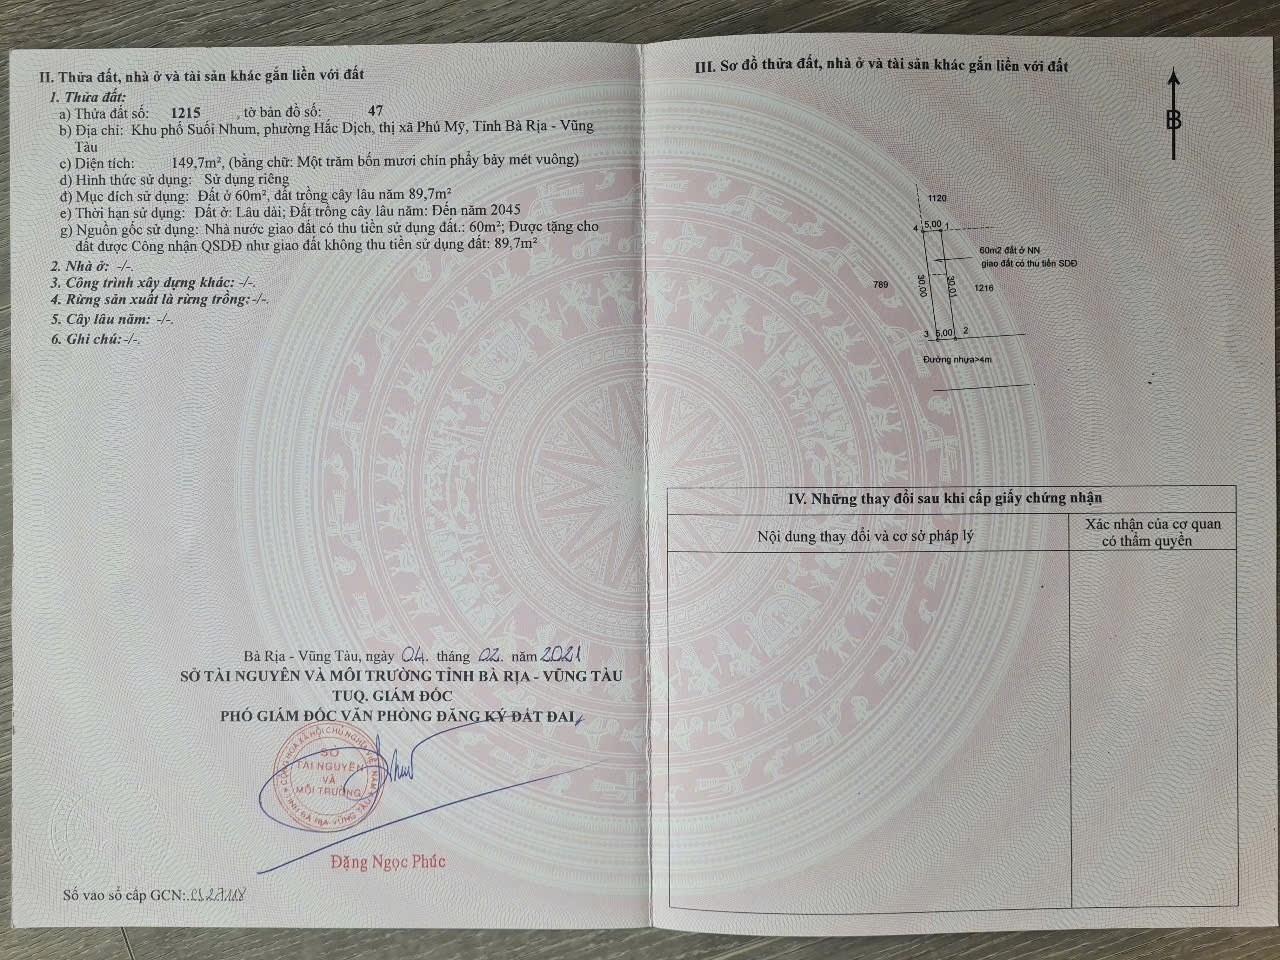 II. Thửa đất, nhà ở và tài sản khác gắn liền với đất
1. Thửa đất:
a) Thửa đất số: 1215 , tờ bản đồ số: 47
b) Địa chỉ: Khu phố Suối Nhum, phường Hắc Dịch, thị xã Phú Mỹ, Tỉnh Bà Rịa - Vũng
Tàu
c) Diện tích: 149,7m², (bằng chữ: Một trăm bốn mươi chín phẩy bảy mét vuông)
d) Hình thức sử dụng: Sử dụng riêng
đ) Mục đích sử dụng: Đất ở 60m², đất trồng cây lâu năm 89,7m²
e) Thời hạn sử dụng: Đất ở: Lâu dài; Đất trồng cây lâu năm: Đến năm 2045
g) Nguồn gốc sử dụng: Nhà nước giao đất có thu tiền sử dụng đất.: 60m²; Được tặng cho
đất được Công nhận QSDĐ như giao đất không thu tiền sử dụng đất: 89,7m²
2. Nhà ở: -/-.
3. Công trình xây dựng khác: -/-.
4. Rừng sản xuất là rừng trồng:-/-.
5. Cây lâu năm: -/-.
6. Ghi chú:-/-.
Bà Rịa - Vũng Tàu, ngày 04. tháng 02. năm 2021
SỞ TÀI NGUYÊN VÀ MÔI TRƯỜNG TỈNH BÀ RỊA - VŨNG TÀU
TUQ. GIÁM ĐỐC
PHÓ GIÁM ĐỐC VĂN PHÒNG ĐĂNG KÝ ĐẤT ĐAI
CỘNG HÒA XÃ HỘI CHỦ NGHĨA VIỆT NAM
SỞ
TÀI NGUYÊN
VÀ
MÔI TRƯỜNG
TỈNH BÀ RỊA-VŨNG TÀU
Đặng Ngọc Phúc
Số vào sổ cấp GCN:
III. Sơ đồ thửa đất, nhà ở và tài sản khác gắn liền với đất
B
1120
4 5,00 1
60m2 đất ở NN
giao đất có thu tiền SDĐ
789
30,00
30,01
1216
3 5,00 2
Đường nhựa>4m
IV. Những thay đổi sau khi cấp giấy chứng nhận
Nội dung thay đổi và cơ sở pháp lý
Xác nhận của cơ quan
có thẩm quyền